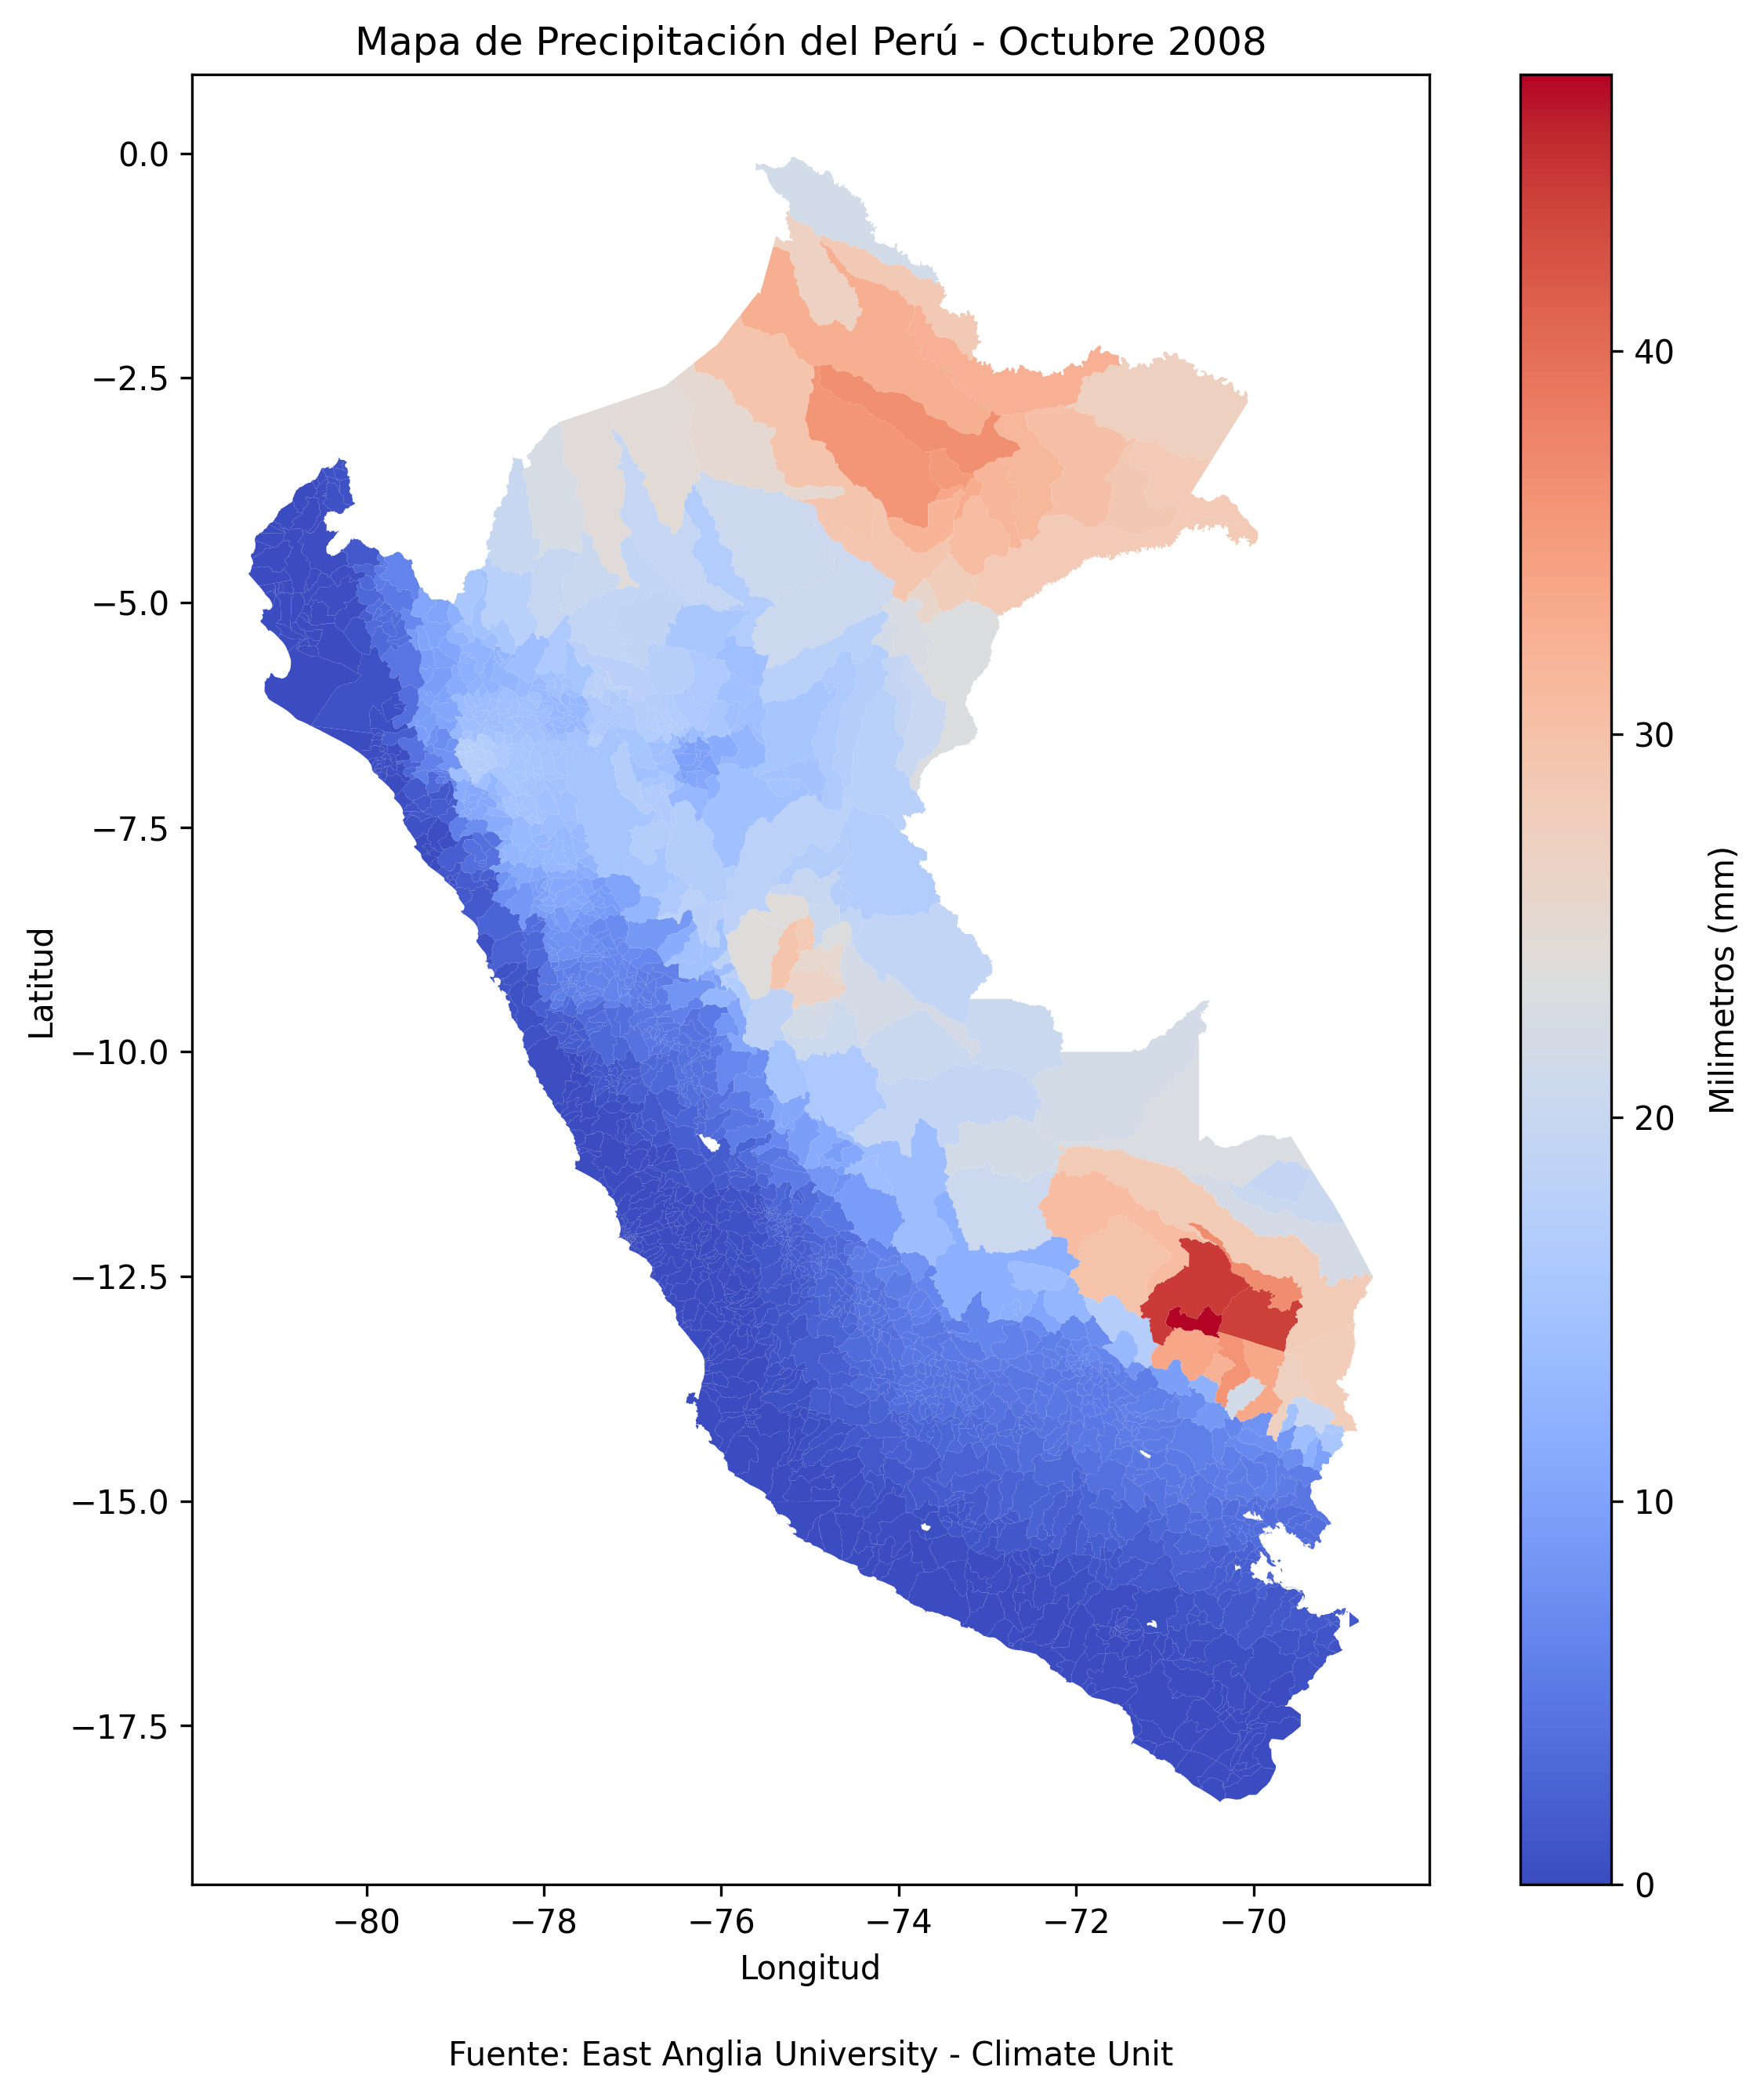 Mapa de Precipitación del Perú - Octubre 2008
0.0
−2.5
−5.0
−7.5
−10.0
−12.5
−15.0
−17.5
Latitud
−80 −78 −76 −74 −72 −70
Longitud
40
30
20
10
0
Milimetros (mm)
Fuente: East Anglia University - Climate Unit